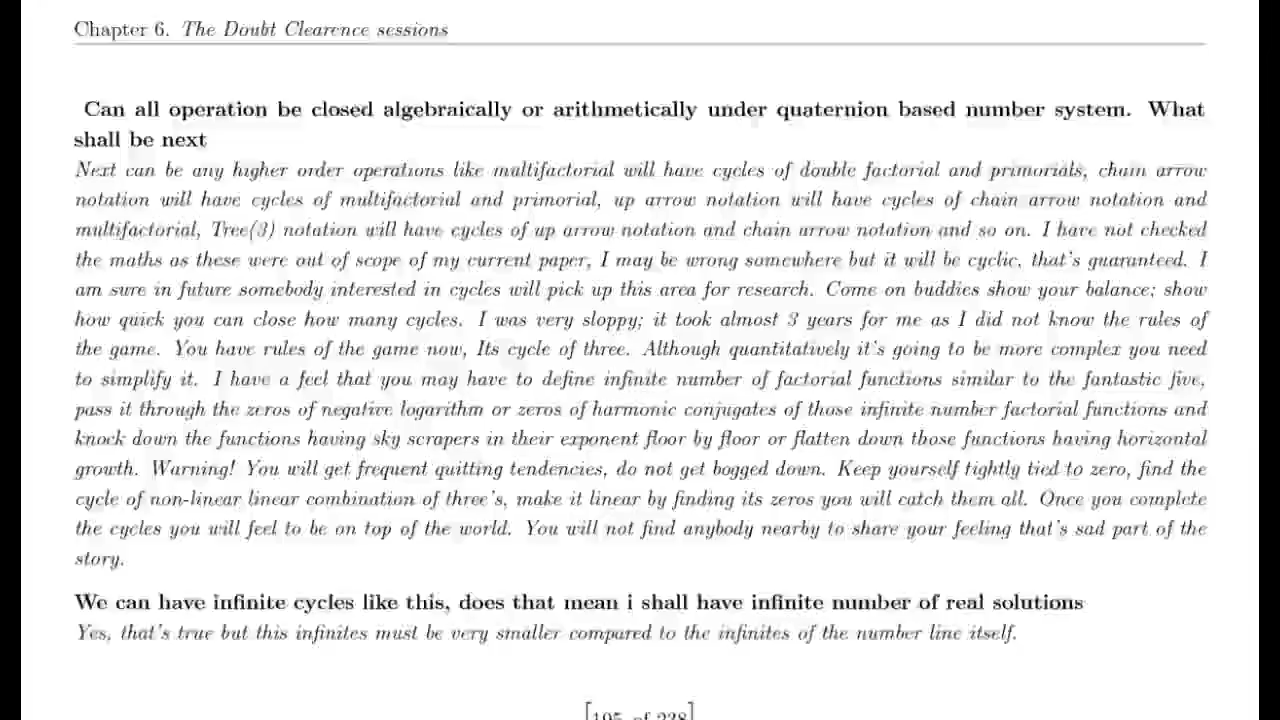 Chapter 6. The Doubt Clearence sessions
Can all operation be closed algebraically or arithmetically under quaternion based number system. What
shall be next
Next can be any higher order operations like multifactorial will have cycles of double factorial and primorials, chain arrow
notation will have cycles of multifactorial and primorial, up arrow notation will have cycles of chain arrow notation and
multifactorial, Tree(3) notation will have cycles of up arrow notation and chain arrow notation and so on. I have not checked
the maths as these were out of scope of my current paper, I may be wrong somewhere but it will be cyclic, that's guaranteed. I
am sure in future somebody interested in cycles will pick up this area for research. Come on buddies show your balance; show
how quick you can close how many cycles. I was very sloppy; it took almost 3 years for me as I did not know the rules of
the game. You have rules of the game now, Its cycle of three. Although quantitatively it's going to be more complex you need
to simplify it. I have a feel that you may have to define infinite number of factorial functions similar to the fantastic five,
pass it through the zeros of negative logarithm or zeros of harmonic conjugates of those infinite number factorial functions and
knock down the functions having sky scrapers in their exponent floor by floor or flatten down those functions having horizontal
growth. Warning! You will get frequent quitting tendencies, do not get bogged down. Keep yourself tightly tied to zero, find the
cycle of non-linear linear combination of three's, make it linear by finding its zeros you will catch them all. Once you complete
the cycles you will feel to be on top of the world. You will not find anybody nearby to share your feeling that's sad part of the
story.
We can have infinite cycles like this, does that mean i shall have infinite number of real solutions
Yes, that's true but this infinites must be very smaller compared to the infinites of the number line itself.
[195 of 238]